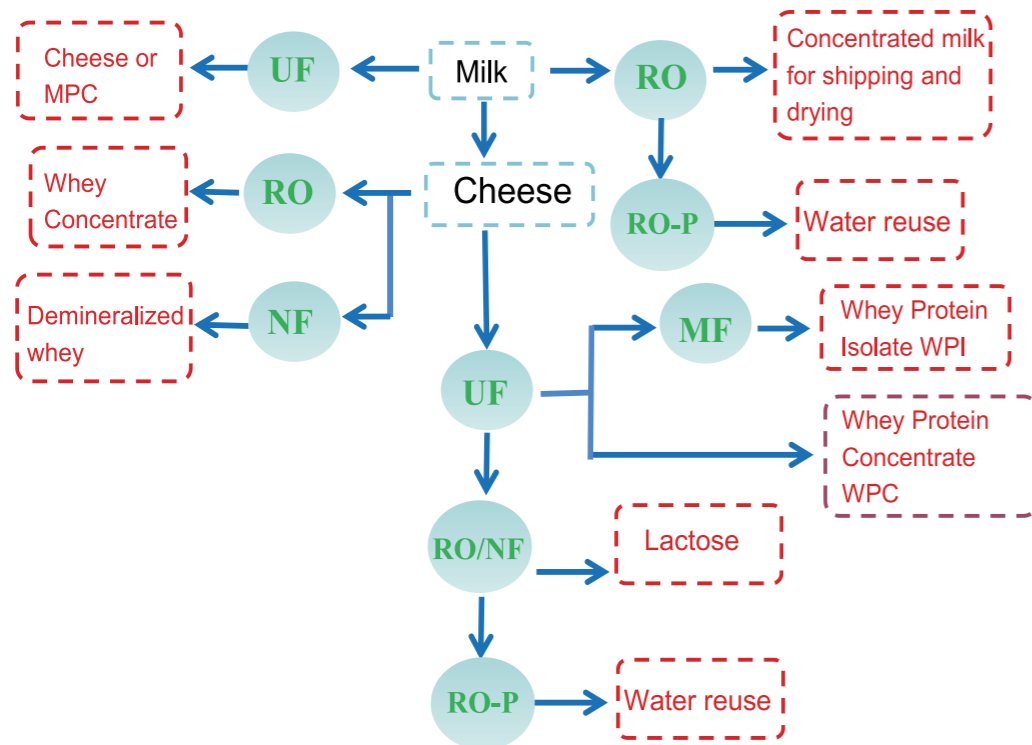 Cheese or
MPC
UF
Milk
RO
Concentrated milk
for shipping and
drying
Whey
Concentrate
RO
Cheese
RO-P
Water reuse
Demineralized
whey
NF
MF
Whey Protein
Isolate WPI
UF
Whey Protein
Concentrate
WPC
RO/NF
Lactose
RO-P
Water reuse